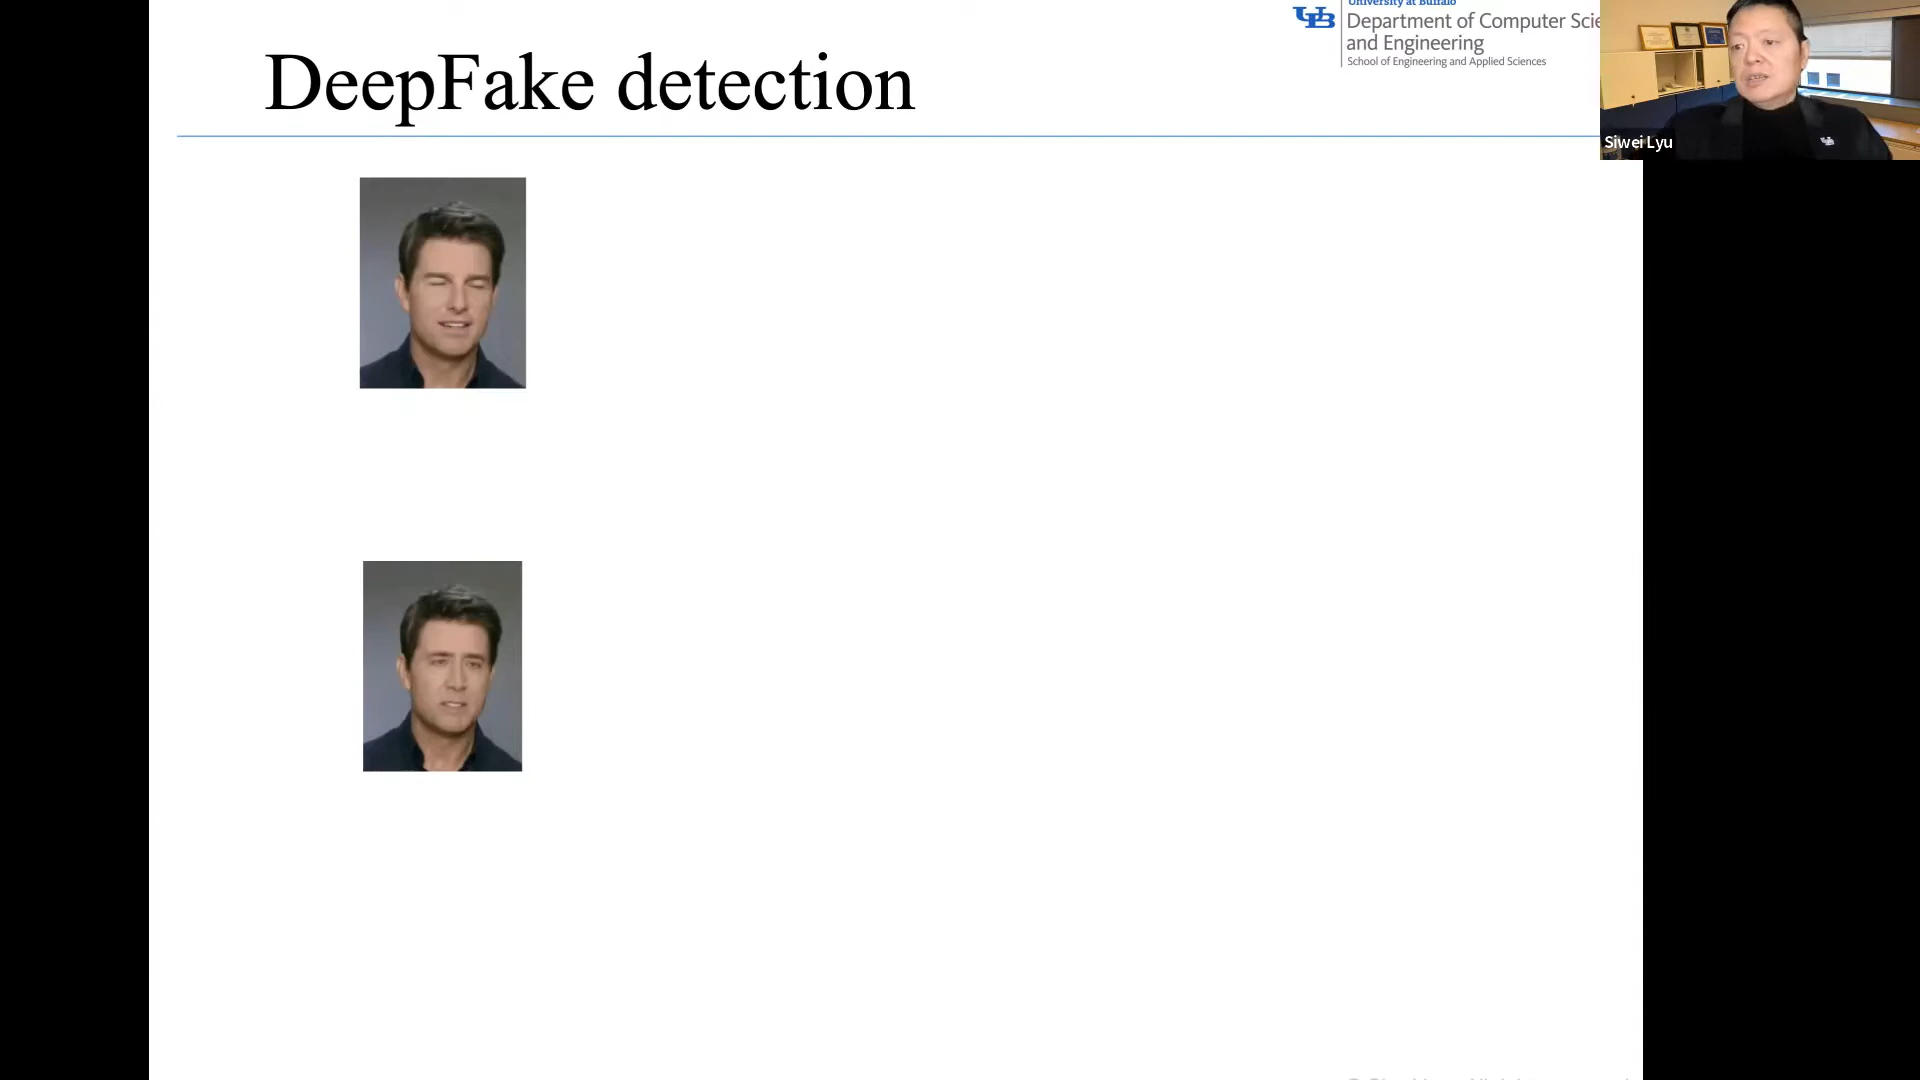 University at Buffalo
Department of Computer Scie
and Engineering
School of Engineering and Applied Sciences
DeepFake detection
Siwei Lyu